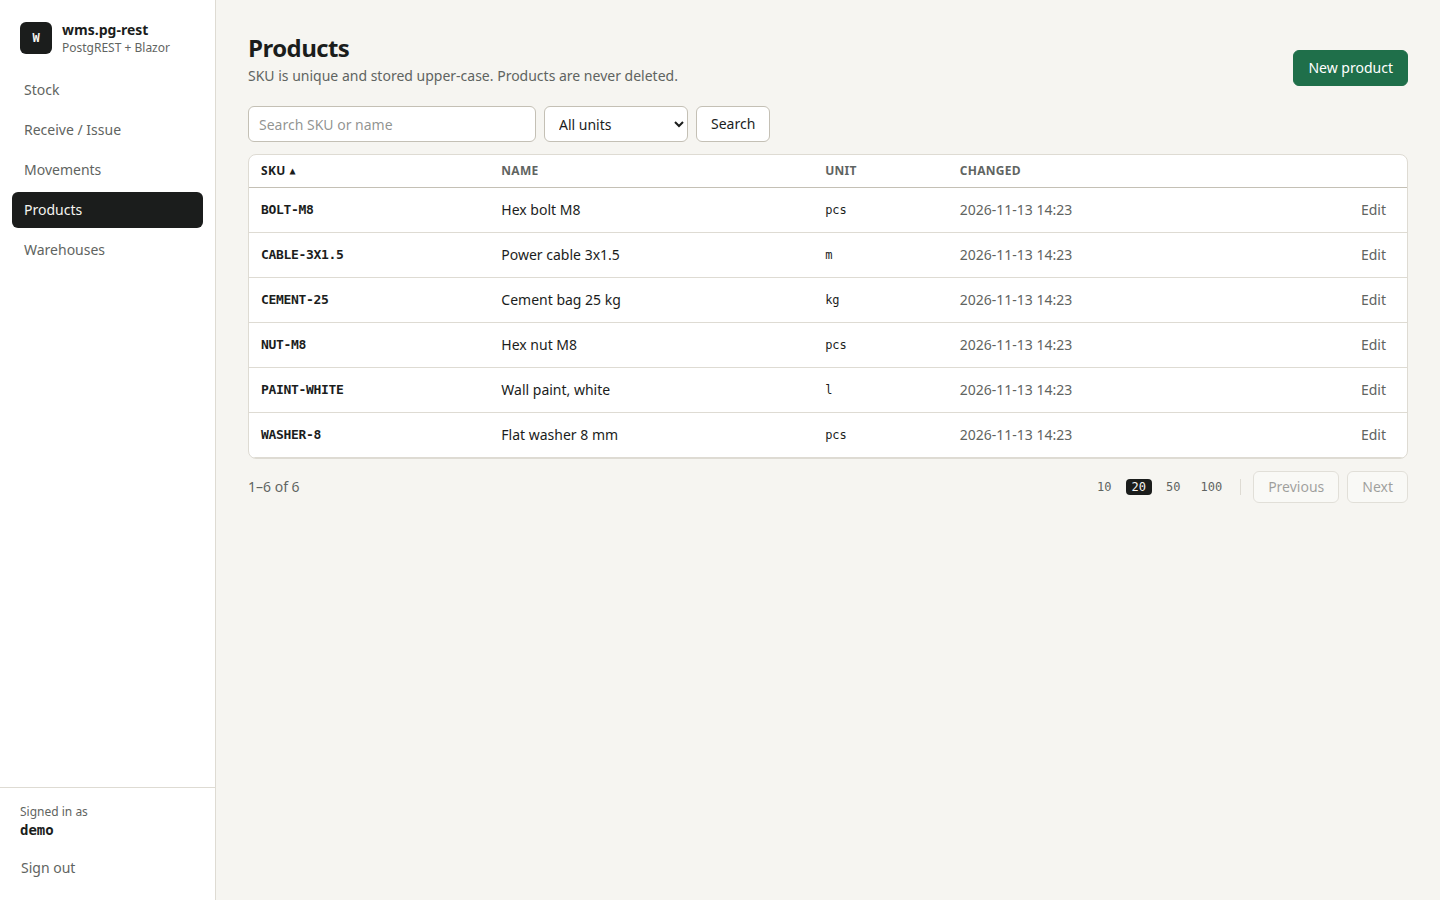 W
wms.pg-rest
PostgREST + Blazor
Stock
Receive / Issue
Movements
Products
Warehouses
Signed in as
demo
Sign out
Products
SKU is unique and stored upper-case. Products are never deleted.
New product
Search SKU or name
All units
Search
SKU ▲ NAME UNIT CHANGED
BOLT-M8 Hex bolt M8 pcs 2026-11-13 14:23 Edit
CABLE-3X1.5 Power cable 3x1.5 m 2026-11-13 14:23 Edit
CEMENT-25 Cement bag 25 kg kg 2026-11-13 14:23 Edit
NUT-M8 Hex nut M8 pcs 2026-11-13 14:23 Edit
PAINT-WHITE Wall paint, white l 2026-11-13 14:23 Edit
WASHER-8 Flat washer 8 mm pcs 2026-11-13 14:23 Edit
1–6 of 6
10 20 50 100 Previous Next